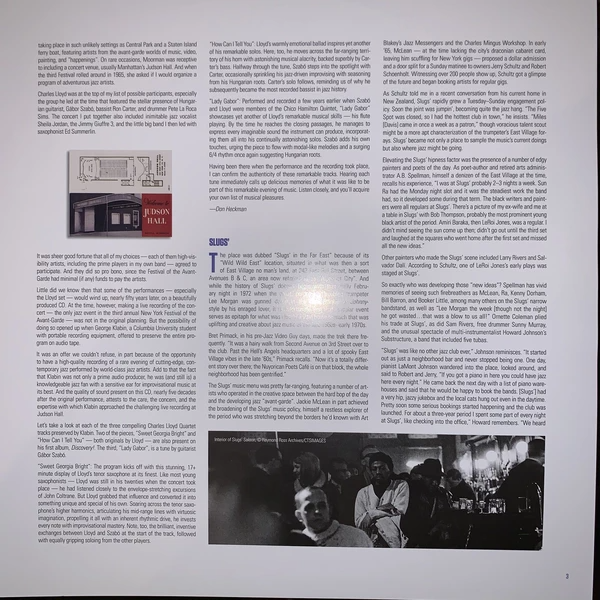 taking place in such unlikely settings as Central Park and a Staten Island
ferry boat, featuring artists from the avant-garde worlds of music, video,
painting, and "happenings". On rare occasions, Moorman was receptive
to including a concert venue, usually Manhattan's Judson Hall. And when
the third Festival rolled around in 1965, she asked if I would organize a
program of adventurous jazz artists.
Charles Lloyd was at the top of my list of possible participants, especially
the group he led at the time that featured the stellar presence of Hungar-
ian guitarist, Gábor Szabó, bassist Ron Carter, and drummer Pete La Roca
Sims. The concert I put together also included inimitable jazz vocalist
Sheila Jordan, the Jimmy Giuffre 3, and the little big band I then led with
saxophonist Ed Summerlin.
Welcome to
JUDSON
HALL
It was sheer good fortune that all of my choices — each of them high-vis-
ibility artists, including the prime players in my own band — agreed to
participate. And they did so pro bono, since the Festival of the Avant-
Garde had minimal (if any) funds to pay the artists.
Little did we know then that some of the performances — especially
the Lloyd set — would wind up, nearly fifty years later, on a beautifully
produced CD. At the time, however, making a live recording of the con-
cert — the only jazz event in the third annual New York Festival of the
Avant-Garde — was not in the original planning. But the possibility of
doing so opened up when George Klabin, a Columbia University student
with portable recording equipment, offered to preserve the entire pro-
gram on audio tape.
It was an offer we couldn't refuse, in part because of the opportunity
to have a high-quality recording of a rare evening of cutting-edge, con-
temporary jazz performed by world-class jazz artists. Add to that the fact
that Klabin was not only a prime audio producer, he was (and still is) a
knowledgeable jazz fan with a sensitive ear for improvisational music at
its best. And the quality of sound present on this CD, nearly five decades
after the original performance, attests to the care, the concern, and the
expertise with which Klabin approached the challenging live recording at
Judson Hall.
Let's take a look at each of the three compelling Charles Lloyd Quartet
tracks preserved by Klabin. Two of the pieces, "Sweet Georgia Bright" and
"How Can I Tell You" — both originals by Lloyd — are also present on
his first album, Discovery! The third, "Lady Gabor", is a tune by guitarist
Gábor Szabó.
"Sweet Georgia Bright": The program kicks off with this stunning, 17+
minute display of Lloyd's tenor saxophone at its finest. Like most young
saxophonists — Lloyd was still in his twenties when the concert took
place — he had listened closely to the envelope-stretching excursions
of John Coltrane. But Lloyd grabbed that influence and converted it into
something unique and special of his own. Soaring across the tenor saxo-
phone's higher harmonics, articulating his mid-range lines with virtuosic
imagination, propelling it all with an inherent rhythmic drive, he invests
every note with improvisational mastery. Note, too, the brilliant, inventive
exchanges between Lloyd and Szabó at the start of the track, followed
with equally gripping soloing from the other players.
"How Can I Tell You": Lloyd's warmly emotional ballad inspires yet another
of his remarkable solos. Here, too, he moves across the far-ranging terri-
tory of his horn with astonishing musical alacrity, backed superbly by Car-
ter's bass. Halfway through the tune, Szabó steps into the spotlight with
Carter, occasionally sprinkling his jazz-driven improvising with seasoning
from his Hungarian roots. Carter's solo follows, reminding us of why he
subsequently became the most recorded bassist in jazz history.
"Lady Gabor": Performed and recorded a few years earlier when Szabó
and Lloyd were members of the Chico Hamilton Quintet, "Lady Gabor"
showcases yet another of Lloyd's remarkable musical skills — his flute
playing. By the time he reaches the closing passages, he manages to
express every imaginable sound the instrument can produce, incorporat-
ing them all into his continually astonishing solo. Szabó adds his own
touches, urging the piece to flow with modal-like melodies and a surging
6/4 rhythm once again suggesting Hungarian roots.
Having been there when the performance and the recording took place,
I can confirm the authenticity of these remarkable tracks. Hearing each
tune immediately calls up delicious memories of what it was like to be
part of this remarkable evening of music. Listen closely, and you'll acquire
your own list of musical pleasures.
—Don Heckman
SLUGS'
The place was dubbed "Slugs' in the Far East" because of its
"Wild Wild East" location, situated in what was then a sort
of East Village no man's land, at 242 East 3rd Street, between
Avenues B & C, an area now
and while the history of Slugs'
ary night in 1972 when the
Lee Morgan was gunned d
style by his enraged lover, it
serves as epitaph for what was
uplifting and creative about jazz early 1970s.
Bret Primack, in his pre-Jazz Video Guy days, made the trek there fre-
quently. "It was a hairy walk from Second Avenue on 3rd Street over to
the club. Past the Hell's Angels headquarters and a lot of spooky East
Village vibes in the late '60s," Primack recalls. "Now it's a totally differ-
ent story over there; the Nuyorican Poets Café is on that block, the whole
neighborhood has been gentrified."
The Slugs' music menu was pretty far-ranging, featuring a number of art-
ists who operated in the creative space between the hard bop of the day
and the developing jazz "avant-garde". Jackie McLean in part achieved
the broadening of the Slugs' music policy, himself a restless explorer of
the period who was stretching beyond the borders he'd known with Art
Blakey's Jazz Messengers and the Charles Mingus Workshop. In early
'65, McLean — at the time lacking the city's draconian cabaret card,
leaving him scuffling for New York gigs — proposed a dollar admission
and a door split for a Sunday matinee to owners Jerry Schultz and Robert
Schoenholt. Witnessing over 200 people show up, Schultz got a glimpse
of the future and began booking artists for regular gigs.
As Schultz told me in a recent conversation from his current home in
New Zealand, Slugs' rapidly grew a Tuesday–Sunday engagement pol-
icy. Soon the joint was jumpin', becoming quite the jazz hang. "The Five
Spot was closed, so I had the hottest club in town," he insists. "Miles
[Davis] came in once a week as a patron," though voracious talent scout
might be a more apt characterization of the trumpeter's East Village for-
ays. Slugs' became not only a place to sample the music's current doings
but also where jazz might be going.
Elevating the Slugs' hipness factor was the presence of a number of edgy
painters and poets of the day. As poet-author and retired arts adminis-
trator A.B. Spellman, himself a denizen of the East Village at the time,
recalls his experience, "I was at Slugs' probably 2–3 nights a week. Sun
Ra had the Monday night slot and it was the steadiest work the band
had, so it developed some during that term. The black writers and paint-
ers were all regulars at Slugs'. There's a picture of my ex-wife and me at
a table in Slugs' with Bob Thompson, probably the most prominent young
black artist of the period. Amiri Baraka, then LeRoi Jones, was a regular. I
didn't mind seeing the sun come up then; didn't go out until the third set
and laughed at the squares who went home after the first set and missed
all the new ideas."
Other painters who made the Slugs' scene included Larry Rivers and Sal-
vador Dalí. According to Schultz, one of LeRoi Jones's early plays was
staged at Slugs'.
So exactly who was developing those "new ideas"? Spellman has vivid
memories of seeing such firebreathers as McLean, Ra, Kenny Dorham,
Bill Barron, and Booker Little, among many others on the Slugs' narrow
bandstand, as well as "Lee Morgan the week [though not the night]
he got wasted... that was a blow to us all!" Ornette Coleman plied
his trade at Slugs', as did Sam Rivers, free drummer Sunny Murray,
and the unusual spectacle of multi-instrumentalist Howard Johnson's
Substructure, a band that included five tubas.
"Slugs' was like no other jazz club ever," Johnson reminisces. "It started
out as just a neighborhood bar and never stopped being one. One day,
pianist LaMont Johnson wandered into the place, looked around, and
said to Robert and Jerry, "If you got a piano in here you could have jazz
here every night." He came back the next day with a list of piano ware-
houses and said that he would be happy to book the bands. [Slugs'] had
a very hip, jazzy jukebox and the local cats hung out even in the daytime.
Pretty soon some serious bookings started happening and the club was
launched. For about a three-year period I spent some part of every night
at Slugs', like checking into the office," Howard remembers. "We heard
Interior of Slugs' Saloon, © Raymond Ross Archives/CTSIMAGES
3